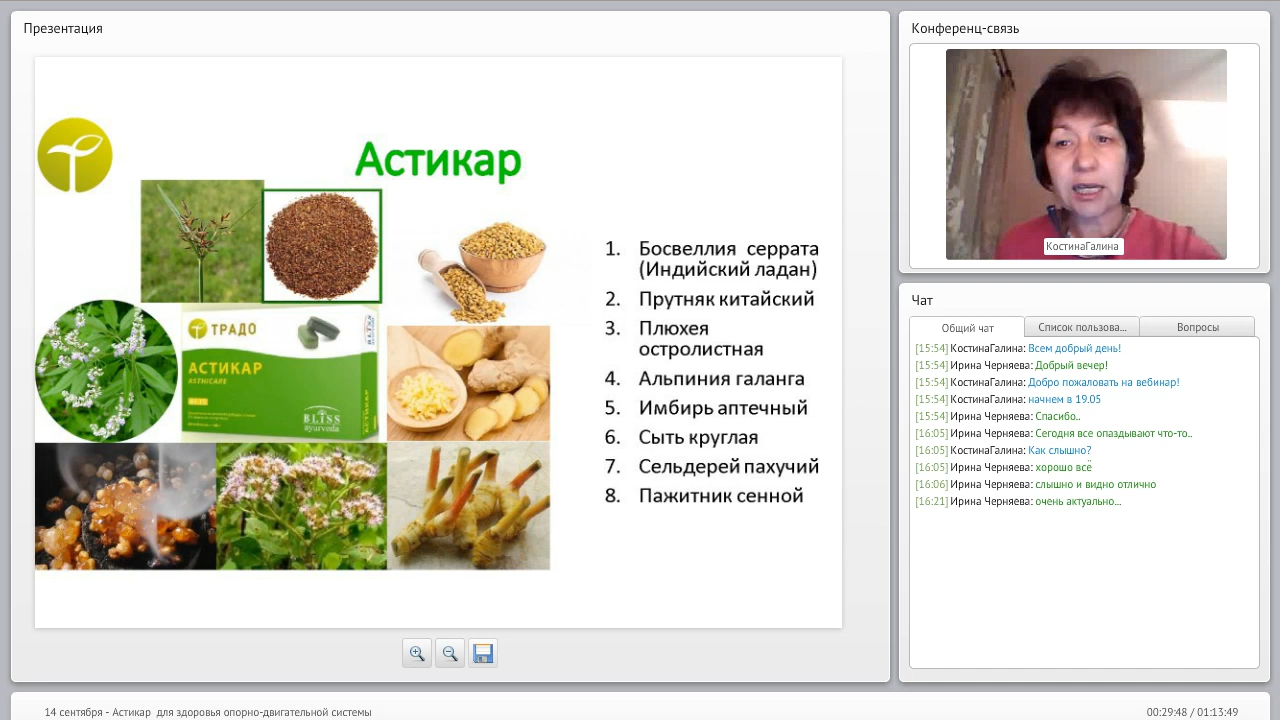 Презентация
Астикар
ТРАДО
АСТИКАР
ASTHICARE
BLISS
ayurveda
АСТИКАР
1. Босвеллия серрата
(Индийский ладан)
2. Прутняк китайский
3. Плюхея
остролистная
4. Альпиния галанга
5. Имбирь аптечный
6. Сыть круглая
7. Сельдерей пахучий
8. Пажитник сенной
Конференц-связь
КостинаГалина
Чат
Общий чат
Список пользова...
Вопросы
[15:54] КостинаГалина: Всем добрый день!
[15:54] Ирина Черняева: Добрый вечер!
[15:54] КостинаГалина: Добро пожаловать на вебинар!
[15:54] КостинаГалина: начнем в 19.05
[15:54] Ирина Черняева: Спасибо..
[16:05] Ирина Черняева: Сегодня все опаздывают что-то..
[16:05] КостинаГалина: Как слышно?
[16:05] Ирина Черняева: хорошо всё
[16:06] Ирина Черняева: слышно и видно отлично
[16:21] Ирина Черняева: очень актуально...
14 сентября - Астикар для здоровья опорно-двигательной системы
00:29:48 / 01:13:49